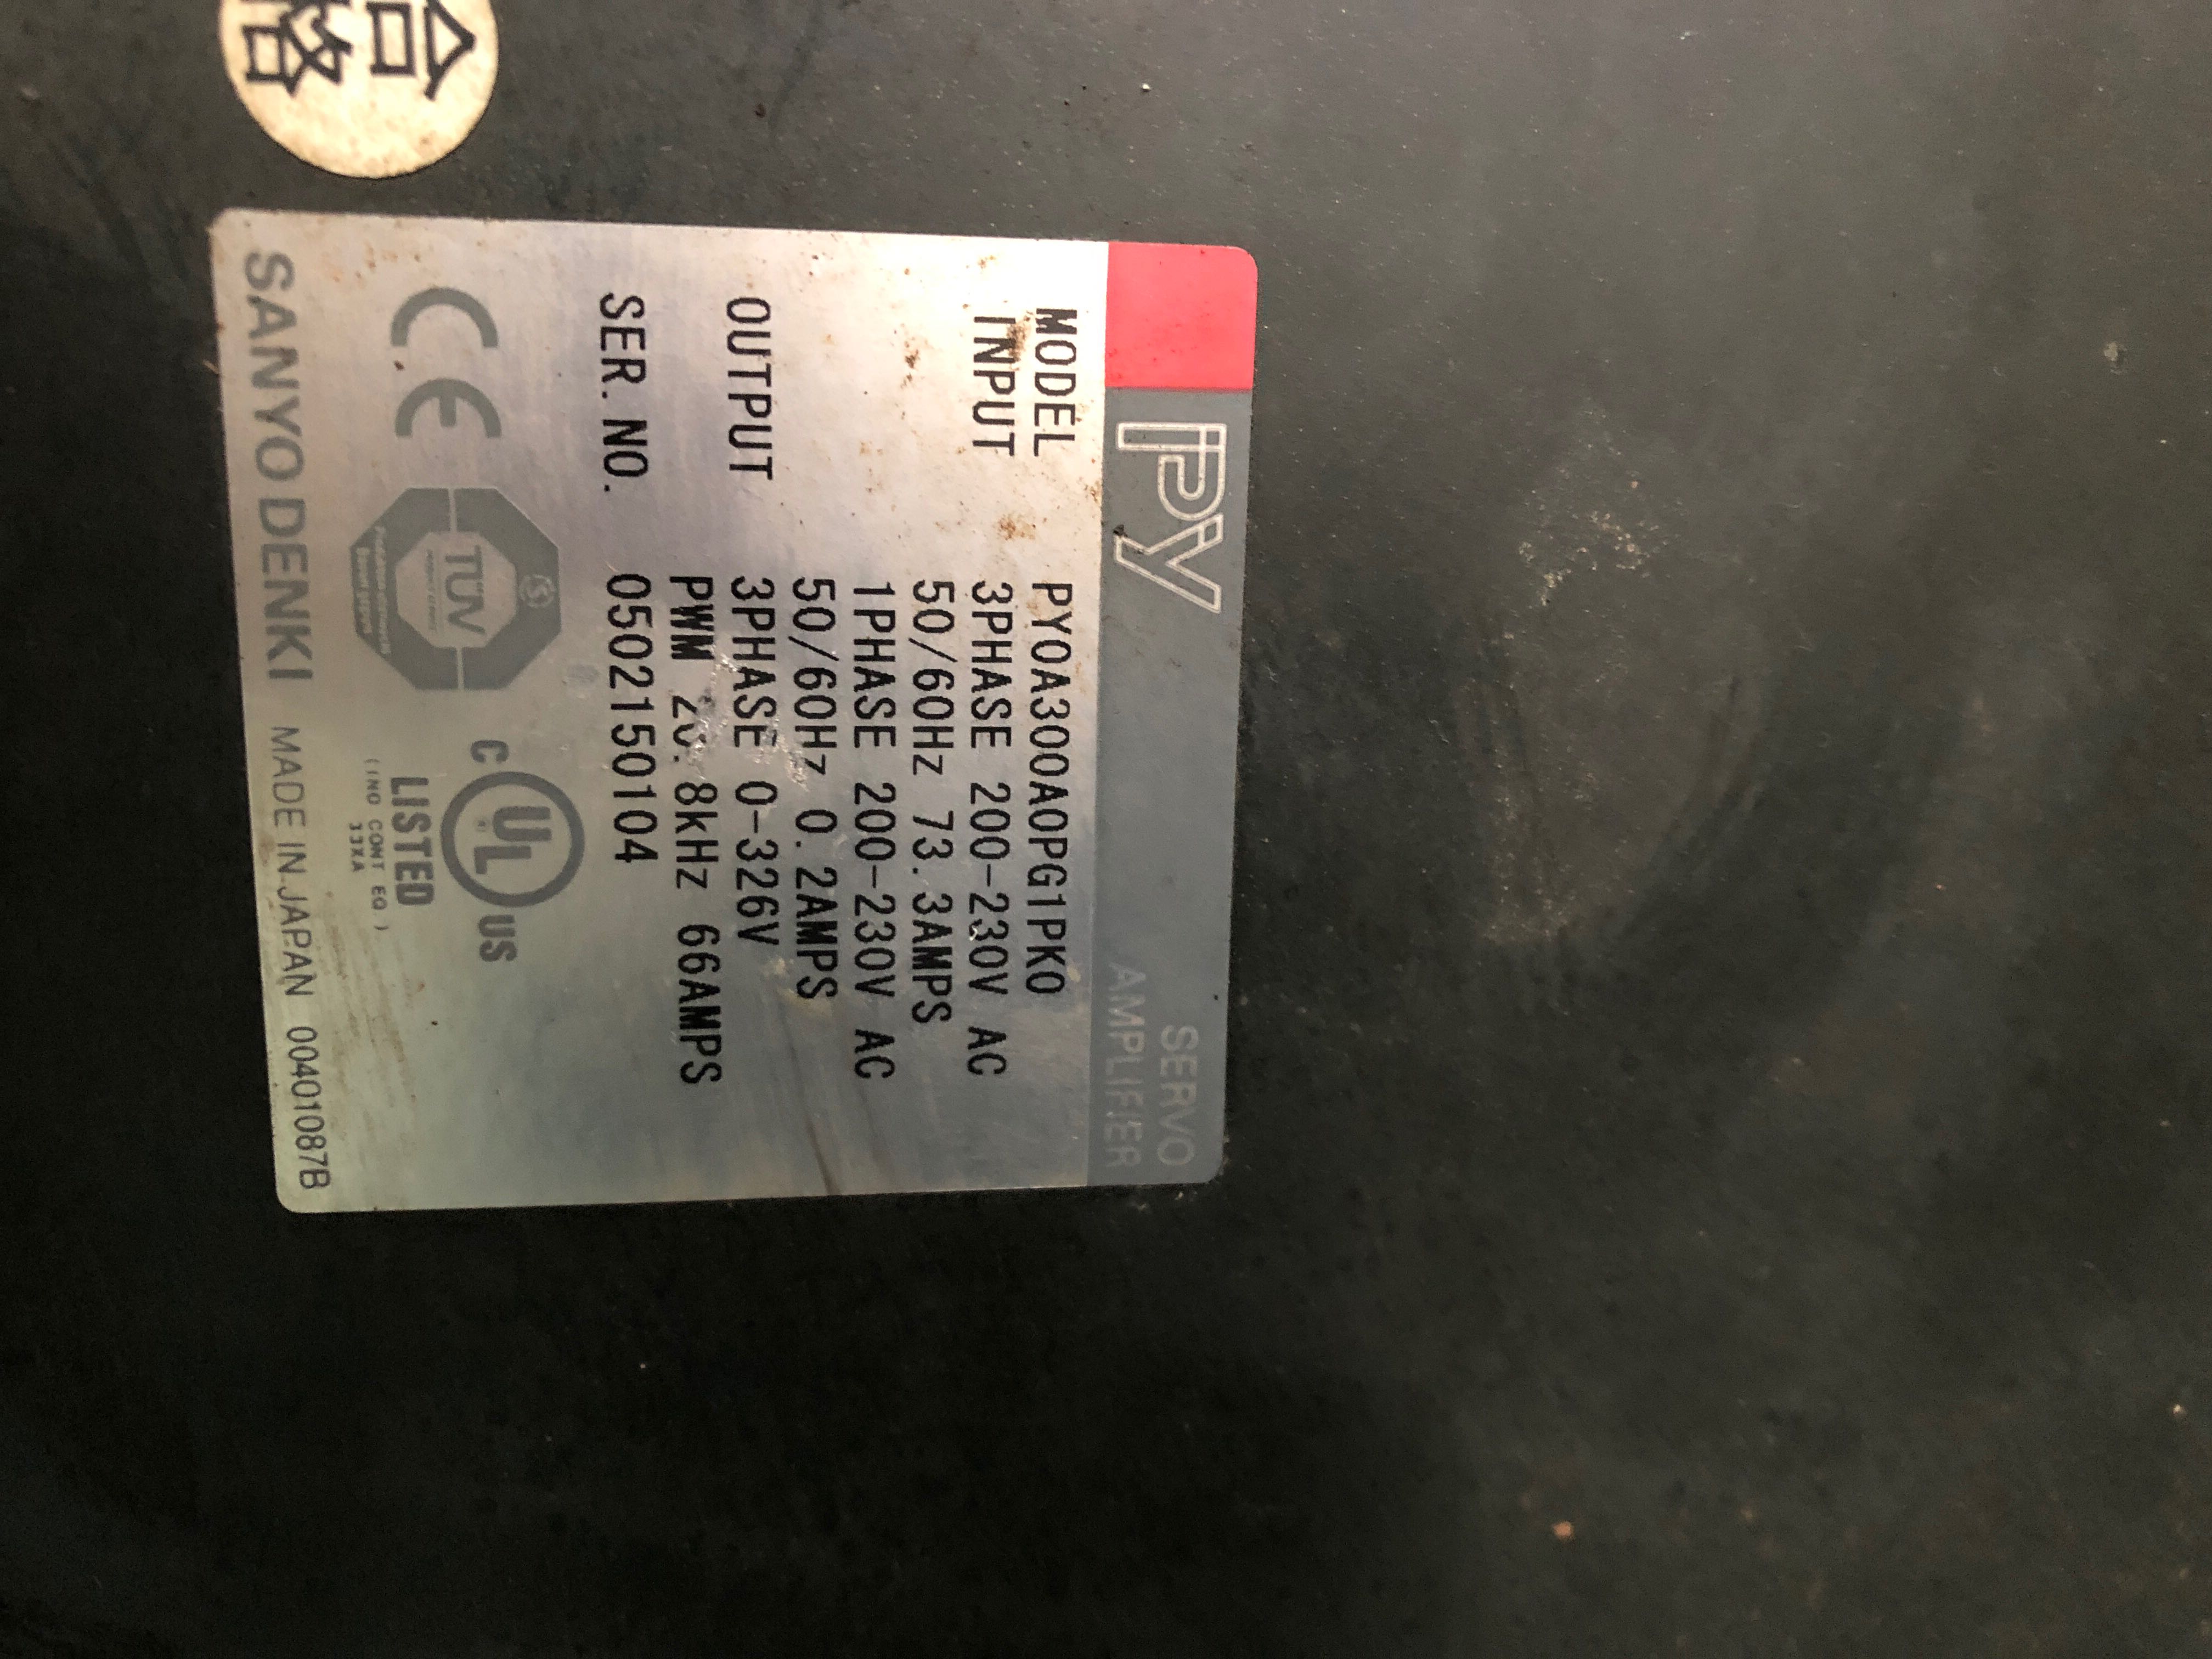 合格
PY
SERVO
AMPLIFIER
MODEL PY0A300A0PG1PK0
INPUT 3PHASE 200-230V AC
50/60Hz 73.3AMPS
1PHASE 200-230V AC
50/60Hz 0.2AMPS
OUTPUT 3PHASE 0-326V
PWM 8kHz 66AMPS
SER. NO. 0502150104
CE
TÜV
C UL US
LISTED
(IND CONT EQ.)
33XA
SANYO DENKI MADE IN JAPAN 00401087B